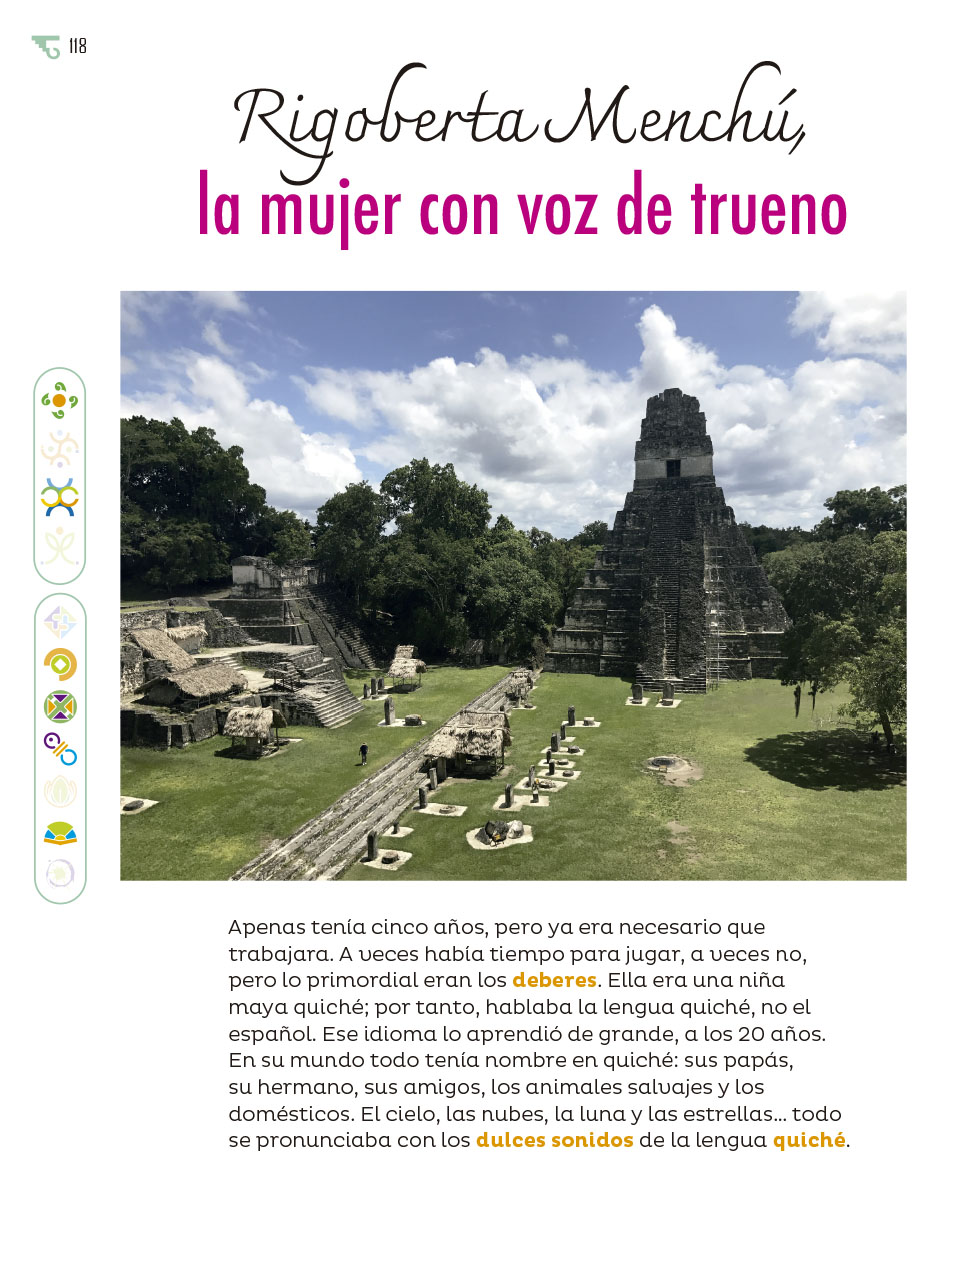 118
Rigoberta Menchú,
la mujer con voz de trueno
Apenas tenía cinco años, pero ya era necesario que
trabajara. A veces había tiempo para jugar, a veces no,
pero lo primordial eran los deberes. Ella era una niña
maya quiché; por tanto, hablaba la lengua quiché, no el
español. Ese idioma lo aprendió de grande, a los 20 años.
En su mundo todo tenía nombre en quiché: sus papás,
su hermano, sus amigos, los animales salvajes y los
domésticos. El cielo, las nubes, la luna y las estrellas... todo
se pronunciaba con los dulces sonidos de la lengua quiché.